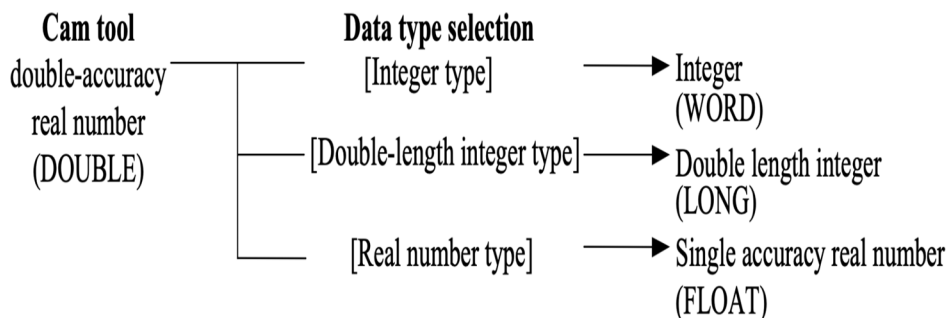 Cam tool
double-accuracy
real number
(DOUBLE)
Data type selection
[Integer type]
Integer
(WORD)
[Double-length integer type]
Double length integer
(LONG)
[Real number type]
Single accuracy real number
(FLOAT)